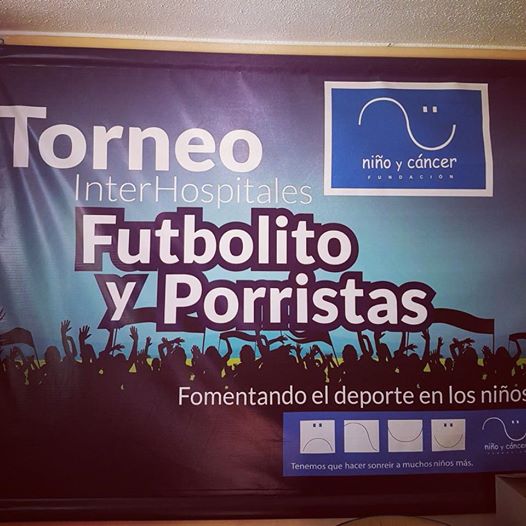 Torneo
InterHospitales
Futbolito
y Porristas
niño y cáncer
FUNDACIÓN
Fomentando el deporte en los niños
niño y cáncer
Tenemos que hacer sonreir a muchos niños más.